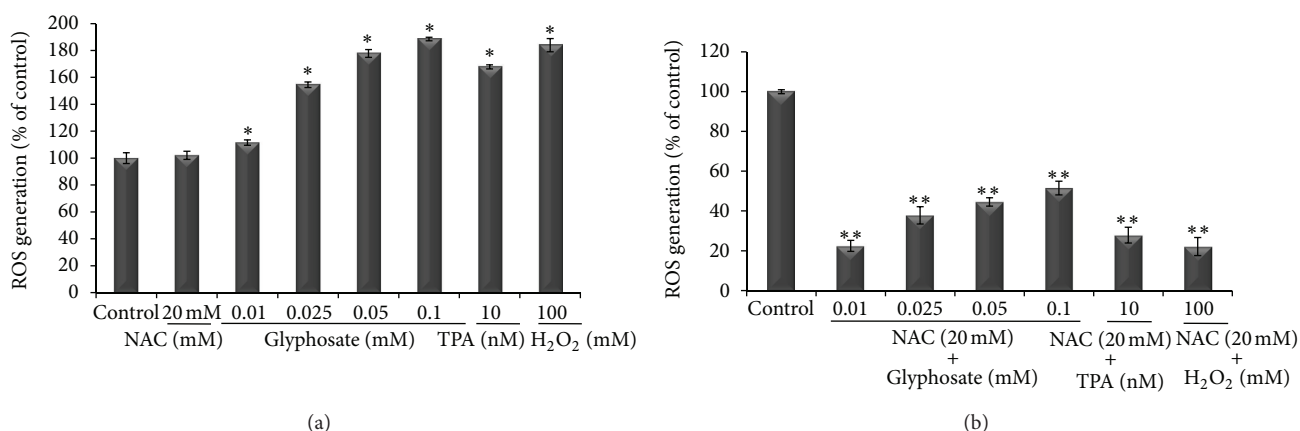 200
180
160
140
120
100
80
60
40
20
0
ROS generation (% of control)
* * * * * *
Control 20 mM 0.01 0.025 0.05 0.1 10 100
NAC (mM) Glyphosate (mM) TPA (nM) H₂O₂ (mM)
(a)
120
100
80
60
40
20
0
ROS generation (% of control)
** ** ** ** ** **
Control 0.01 0.025 0.05 0.1 10 100
NAC (20 mM) NAC (20 mM) NAC (20 mM)
+ + +
Glyphosate (mM) TPA (nM) H₂O₂ (mM)
(b)